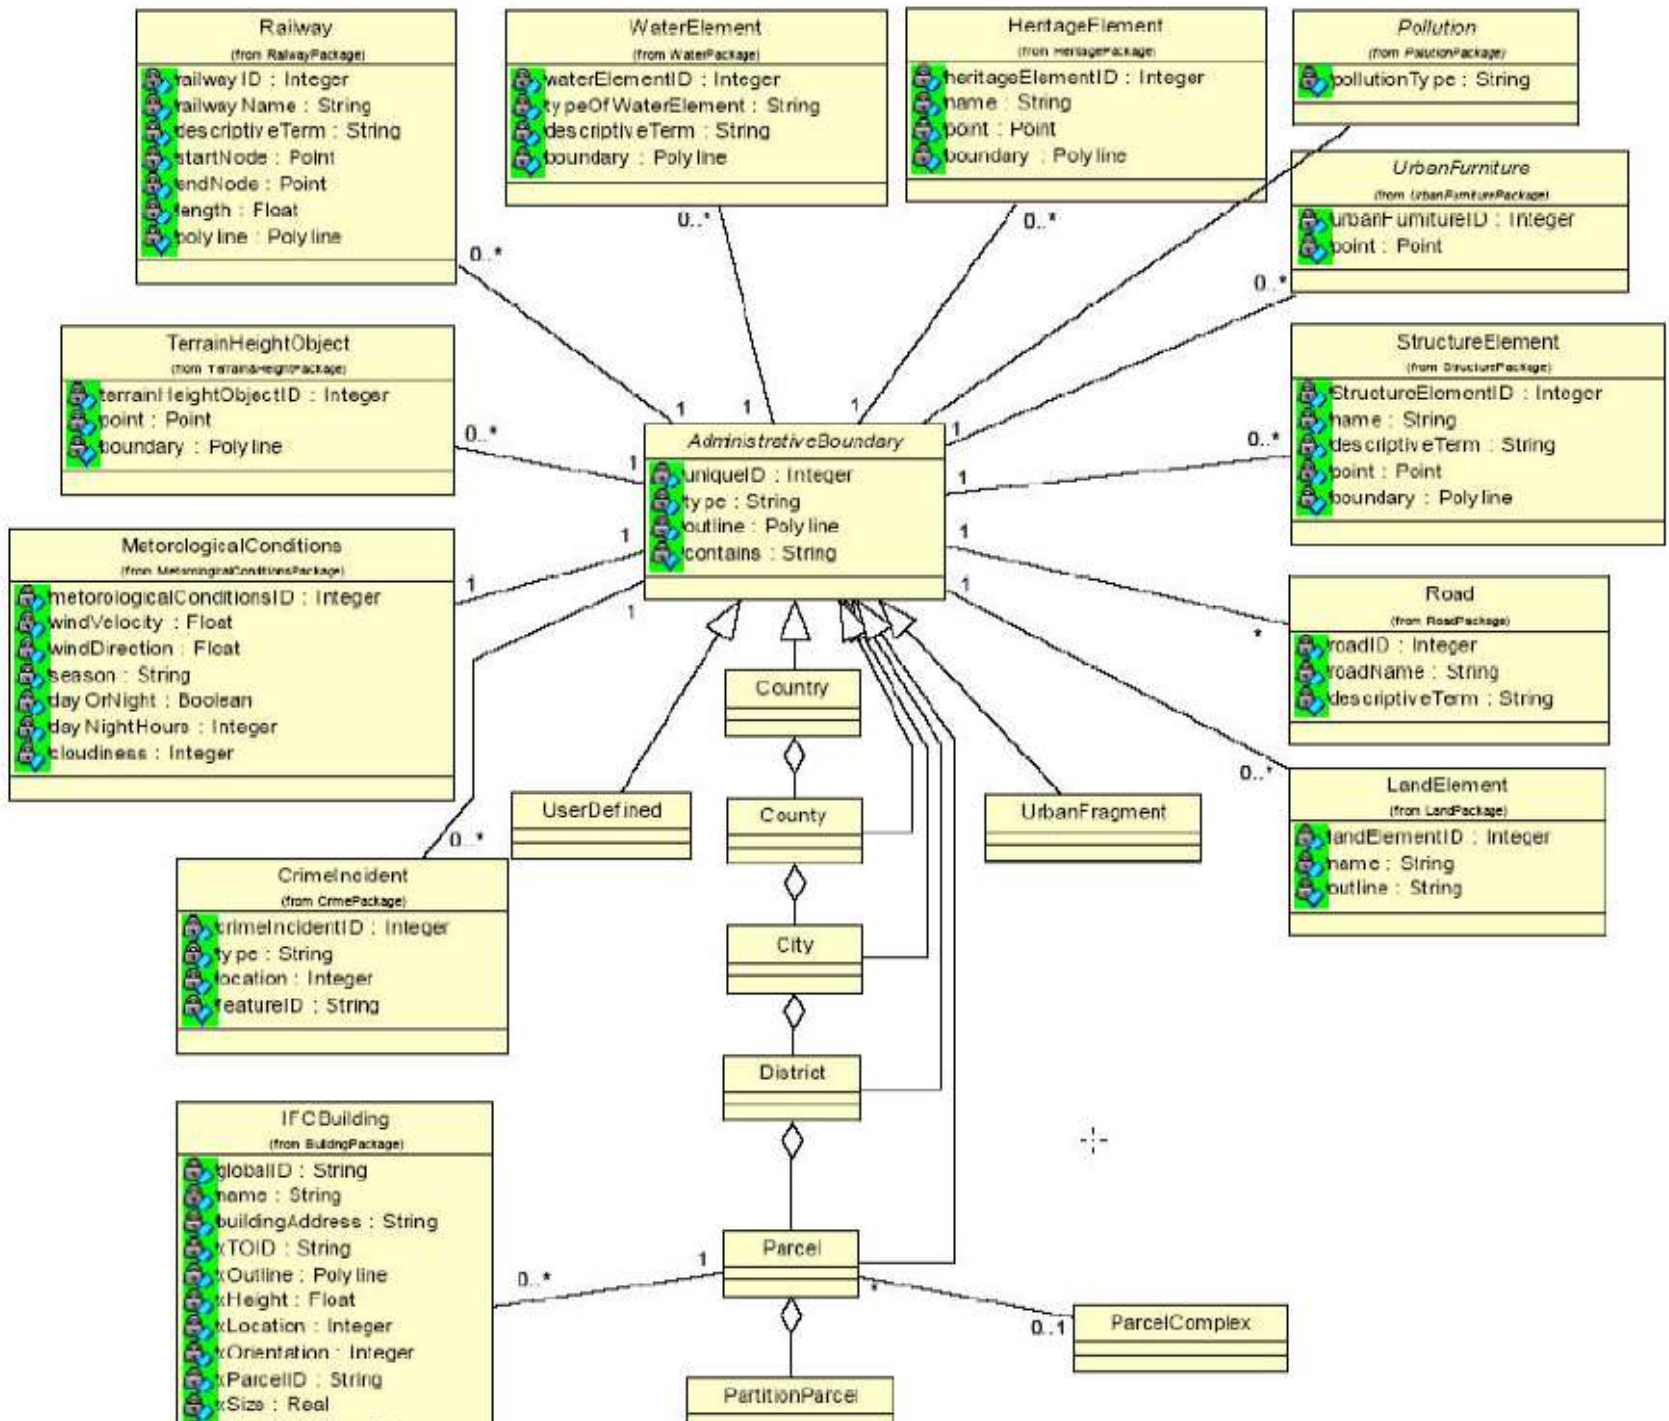 Railway
(from RailwayPackage)
railwayID : Integer
railwayName : String
descriptiveTerm : String
startNode : Point
endNode : Point
length : Float
polyline : Polyline
WaterElement
(from WaterPackage)
waterElementID : Integer
typeOfWaterElement : String
descriptiveTerm : String
boundary : Polyline
HeritageElement
(from HeritagePackage)
heritageElementID : Integer
name : String
point : Point
boundary : Polyline
Pollution
(from PollutionPackage)
pollutionType : String
UrbanFurniture
(from UrbanFurniturePackage)
urbanFurnitureID : Integer
point : Point
0..*
0..*
0..*
0..*
TerrainHeightObject
(from Terrain&HeightPackage)
terrainHeightObjectID : Integer
point : Point
boundary : Polyline
0..*
1
1
1
1
1
AdministrativeBoundary
uniqueID : Integer
type : String
outline : Polyline
contains : String
StructureElement
(from StructurePackage)
StructureElementID : Integer
name : String
descriptiveTerm : String
point : Point
boundary : Polyline
0..*
1
MetorologicalConditions
(from MetorologicalConditionsPackage)
metorologicalConditionsID : Integer
windVelocity : Float
windDirection : Float
season : String
dayOrNight : Boolean
dayNightHours : Integer
cloudiness : Integer
1
1
1
1
1
Road
(from RoadPackage)
roadID : Integer
roadName : String
descriptiveTerm : String
*
0..*
LandElement
(from LandPackage)
landElementID : Integer
name : String
outline : String
Country
UserDefined
County
UrbanFragment
0..*
CrimeIncident
(from CrimePackage)
crimeIncidentID : Integer
type : String
location : Integer
featureID : String
City
District
IFCBuilding
(from BuildingPackage)
globalID : String
name : String
buildingAddress : String
xTOID : String
xOutline : Polyline
xHeight : Float
xLocation : Integer
xOrientation : Integer
xParcelID : String
xSize : Real
0..*
1
Parcel
*
0..1
ParcelComplex
PartitionParcel